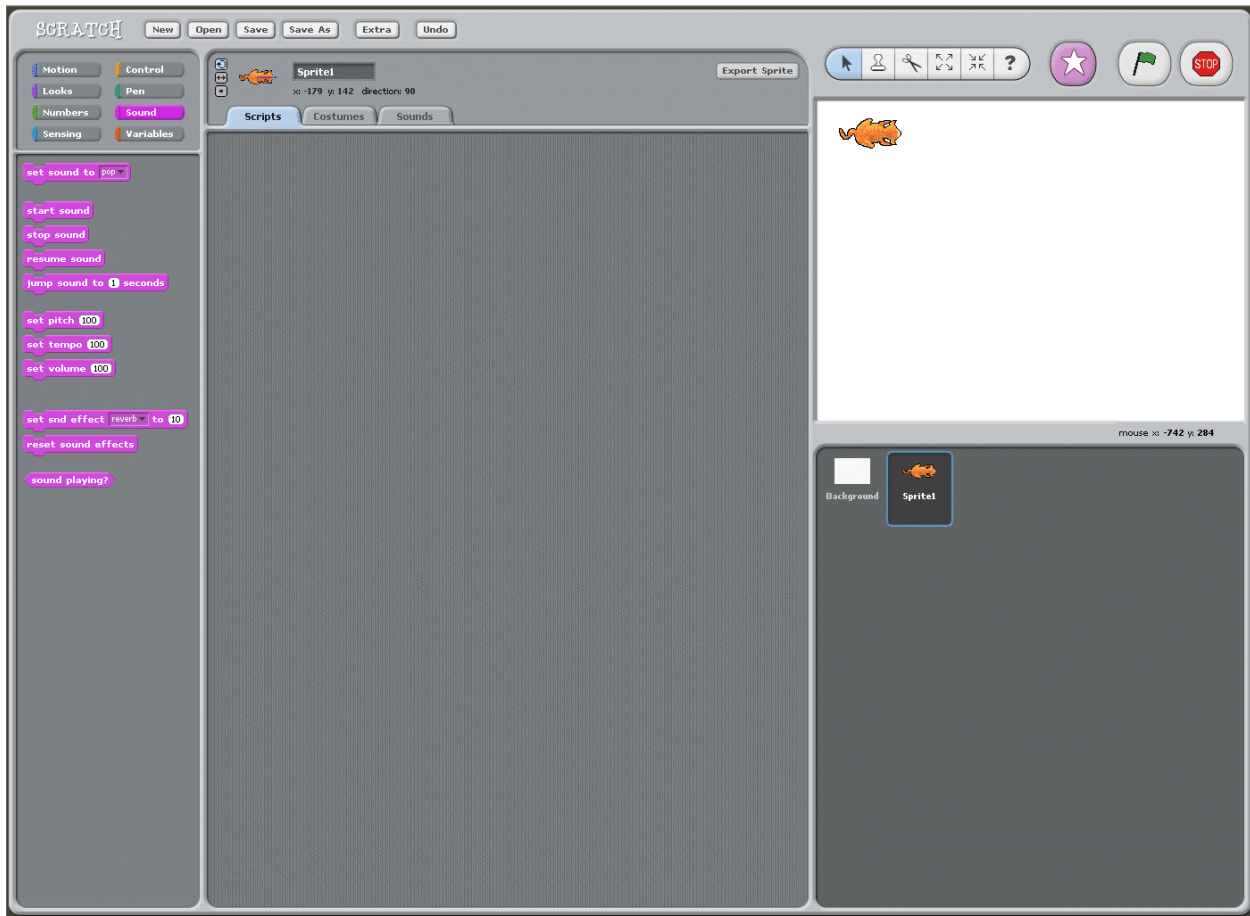 SCRATCH New Open Save Save As Extra Undo
Motion Control
Looks Pen
Numbers Sound
Sensing Variables
set sound to pop
start sound
stop sound
resume sound
jump sound to 1 seconds
set pitch 100
set tempo 100
set volume 100
set snd effect reverb to 10
reset sound effects
sound playing?
Sprite1
Export Sprite
x: -179 y: 142 direction: 90
Scripts Costumes Sounds
?
STOP
mouse x: -742 y: 284
Background Sprite1